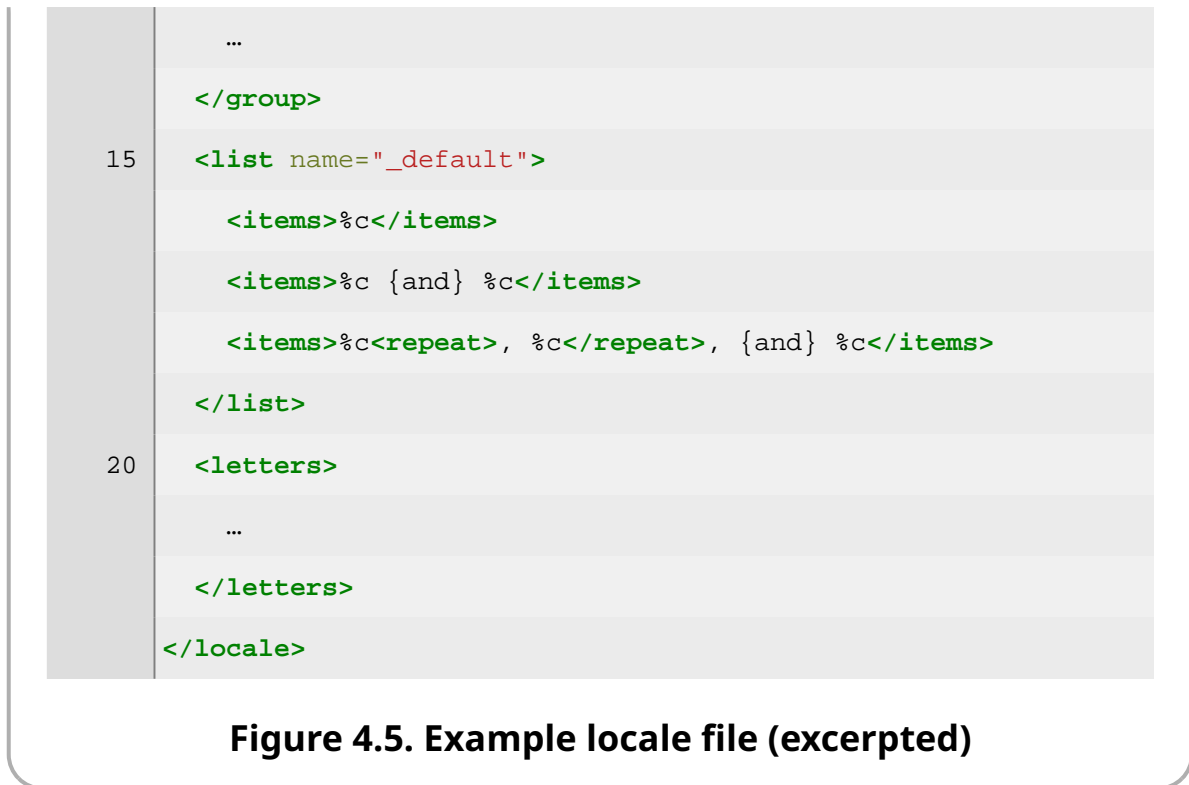 …
</group>
15 <list name="_default">
<items>%c</items>
<items>%c {and} %c</items>
<items>%c<repeat>, %c</repeat>, {and} %c</items>
</list>
20 <letters>
…
</letters>
</locale>
Figure 4.5. Example locale file (excerpted)